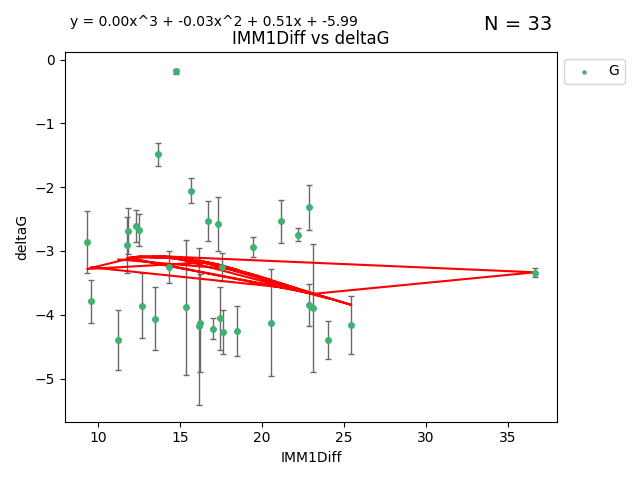 y = 0.00x^3 + -0.03x^2 + 0.51x + -5.99
N = 33
IMM1Diff vs deltaG
G
deltaG
0
−1
−2
−3
−4
−5
10 15 20 25 30 35
IMM1Diff